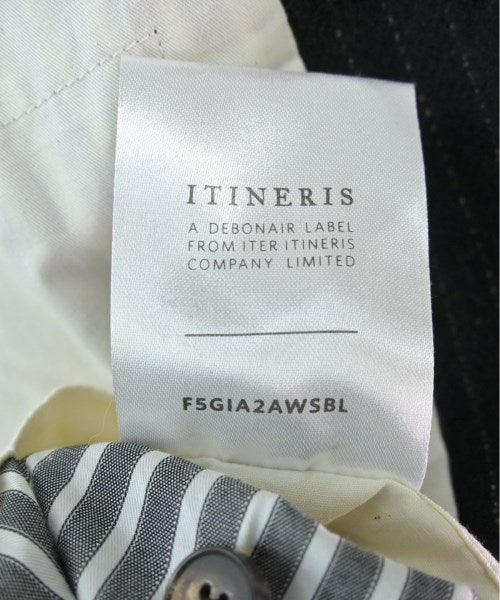 ITINERIS
A DEBONAIR LABEL
FROM ITER ITINERIS
COMPANY LIMITED
F5GIA2AWSBL